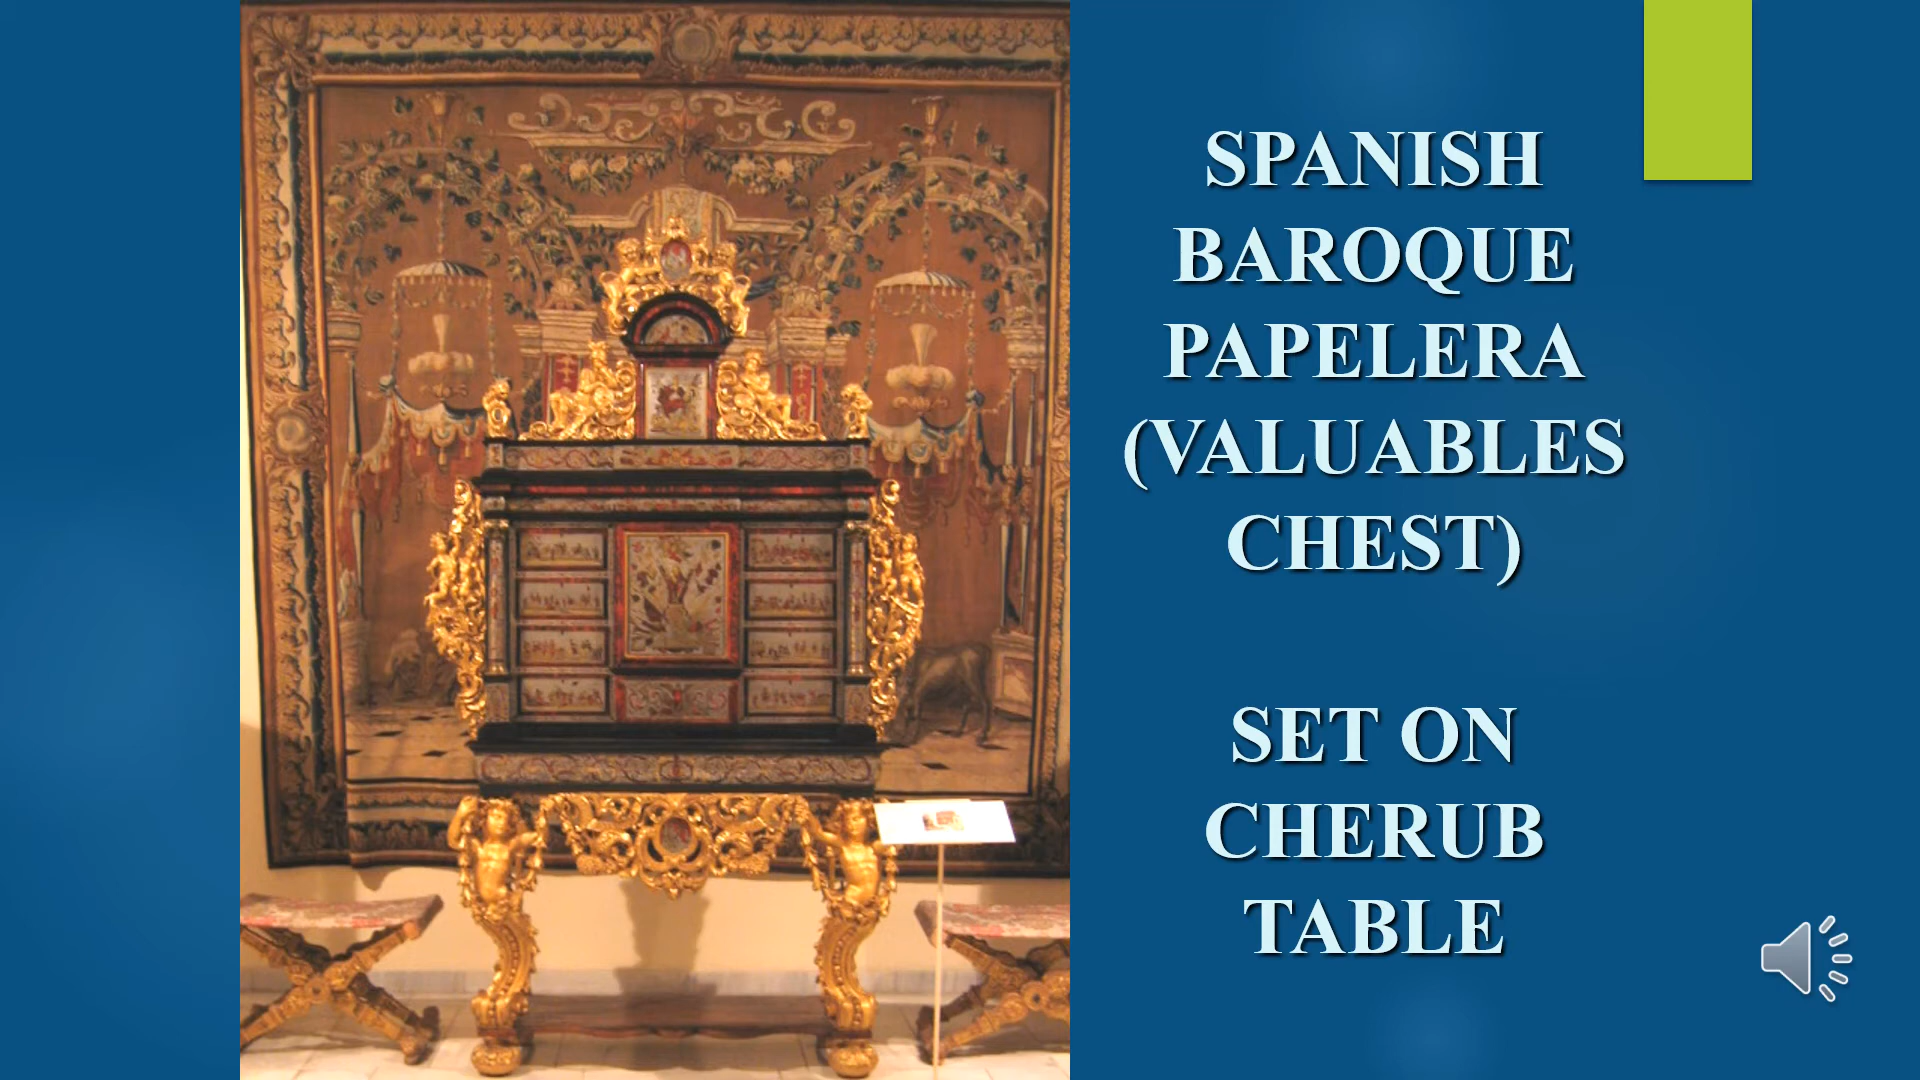 SPANISH
BAROQUE
PAPELERA
(VALUABLES
CHEST)
SET ON
CHERUB
TABLE